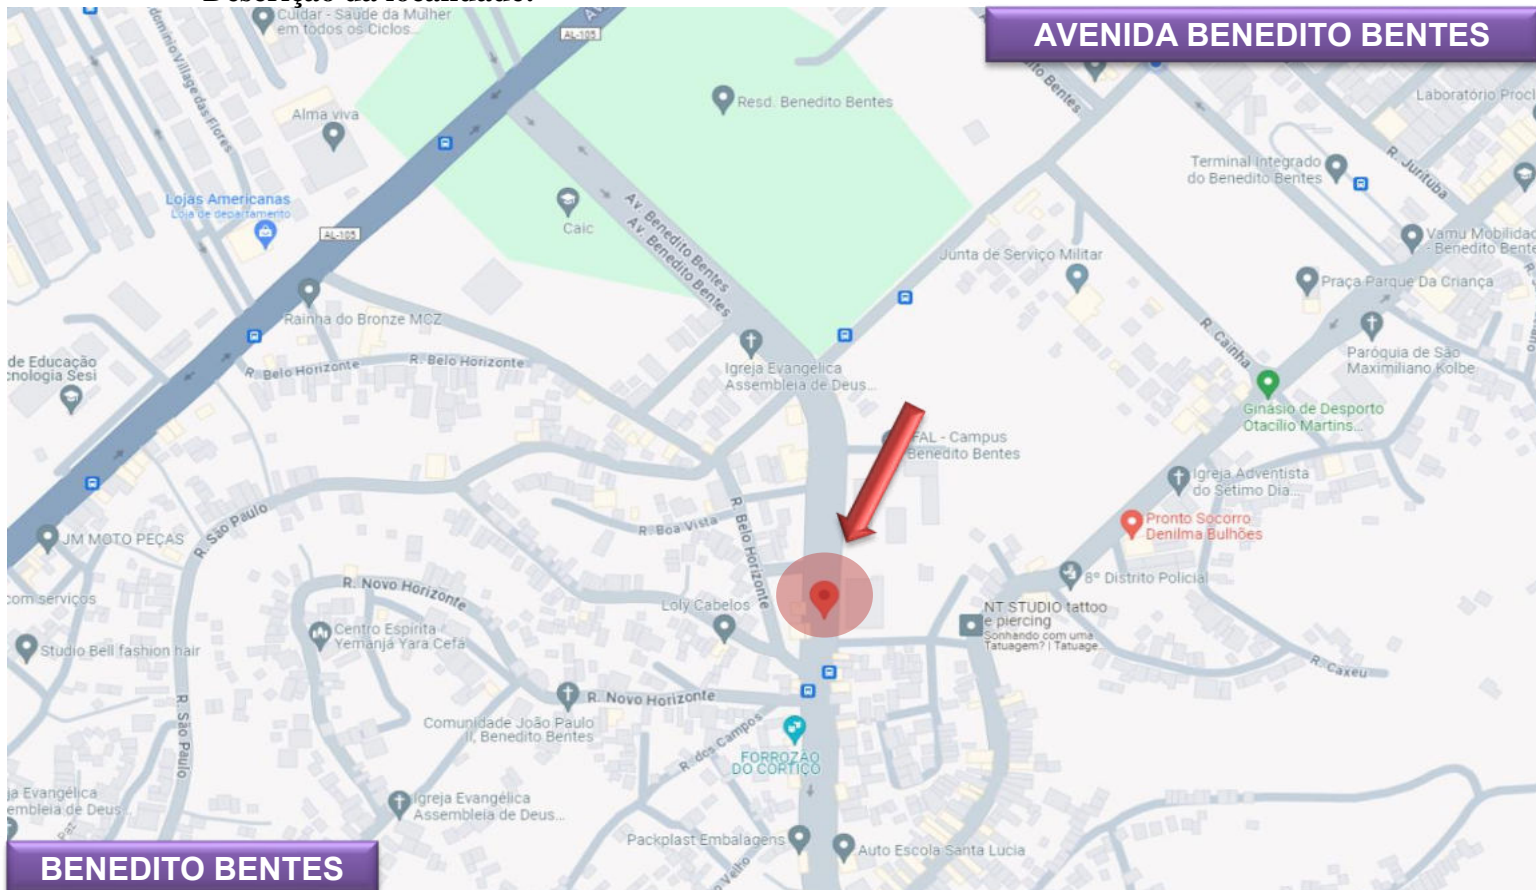 Descrição da localidade:
AVENIDA BENEDITO BENTES
Cuidar - Saúde da Mulher
em todos os Ciclos...
AL-105
Resd. Benedito Bentes
Laboratório Procl
Alma viva
R. Jurituba
Terminal Integrado
do Benedito Bentes
Lojas Americanas
Loja de departamento
AL-105
Caic
Av. Benedito Bentes
Av. Benedito Bentes
Vamu Mobilidad
- Benedito Bente
Junta de Serviço Militar
Praça Parque Da Criança
Rainha do Bronze MCZ
R. Cainha
Paróquia de São
Maximiliano Kolbe
de Educação
cnologia Sesi
R. Belo Horizonte
R. Belo Horizonte
Igreja Evangélica
Assembleia de Deus...
Ginásio de Desporto
Otacílio Martins...
FAL - Campus
Benedito Bentes
Igreja Adventista
do Sétimo Dia...
R. São Paulo
R. Boa Vista
R. Belo Horizonte
Pronto Socorro
Denilma Bulhões
JM MOTO PEÇAS
8º Distrito Policial
com serviços
R. Novo Horizonte
Loly Cabelos
NT STUDIO tattoo
e piercing
Sonhando com uma
Tatuagem? | Tatuage...
Centro Espírita
Yemanjá Yara Cefá
Studio Bell fashion hair
R. Caxeu
R. Novo Horizonte
R. São Paulo
Comunidade João Paulo
II, Benedito Bentes
R. dos Campos
FORROZÃO
DO CORTIÇO
ja Evangélica
embleia de Deus...
Igreja Evangélica
Assembleia de Deus...
Packplast Embalagens
Auto Escola Santa Lucia
BENEDITO BENTES